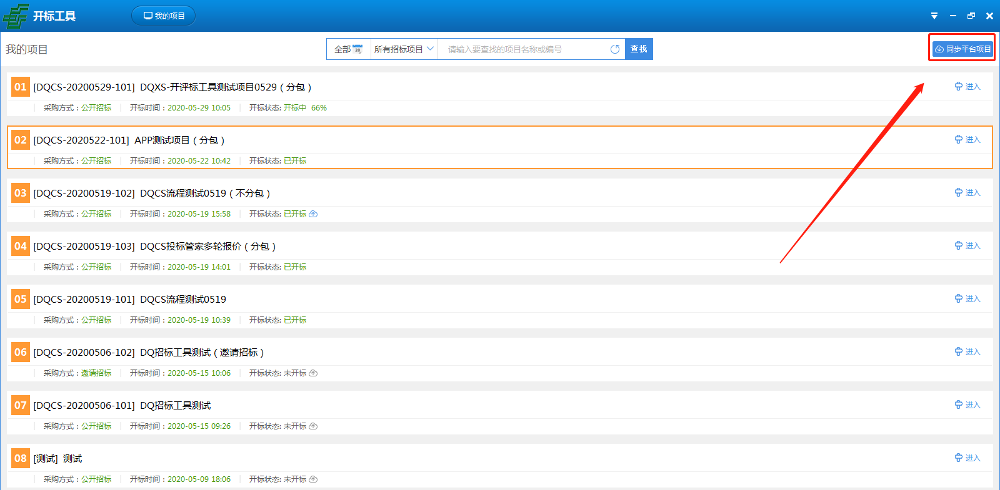 开标工具
我的项目
我的项目
全部 20 所有招标项目 请输入要查找的项目名称或编号 查找
同步平台项目
01 [DQCS-20200529-101] DQXS-开评标工具测试项目0529（分包） 进入
采购方式：公开招标 开标时间：2020-05-29 10:05 开标状态: 开标中 66%
02 [DQCS-2020522-101] APP测试项目（分包） 进入
采购方式：公开招标 开标时间：2020-05-22 10:42 开标状态: 已开标
03 [DQCS-20200519-102] DQCS流程测试0519（不分包） 进入
采购方式：公开招标 开标时间：2020-05-19 15:58 开标状态: 已开标
04 [DQCS-20200519-103] DQCS投标管家多轮报价（分包） 进入
采购方式：公开招标 开标时间：2020-05-19 14:01 开标状态: 已开标
05 [DQCS-20200519-101] DQCS流程测试0519 进入
采购方式：公开招标 开标时间：2020-05-19 10:39 开标状态: 已开标
06 [DQCS-20200506-102] DQ招标工具测试（邀请招标） 进入
采购方式：邀请招标 开标时间：2020-05-15 10:06 开标状态: 未开标
07 [DQCS-20200506-101] DQ招标工具测试 进入
采购方式：公开招标 开标时间：2020-05-15 09:26 开标状态: 未开标
08 [测试] 测试 进入
采购方式：公开招标 开标时间：2020-05-09 18:06 开标状态: 未开标